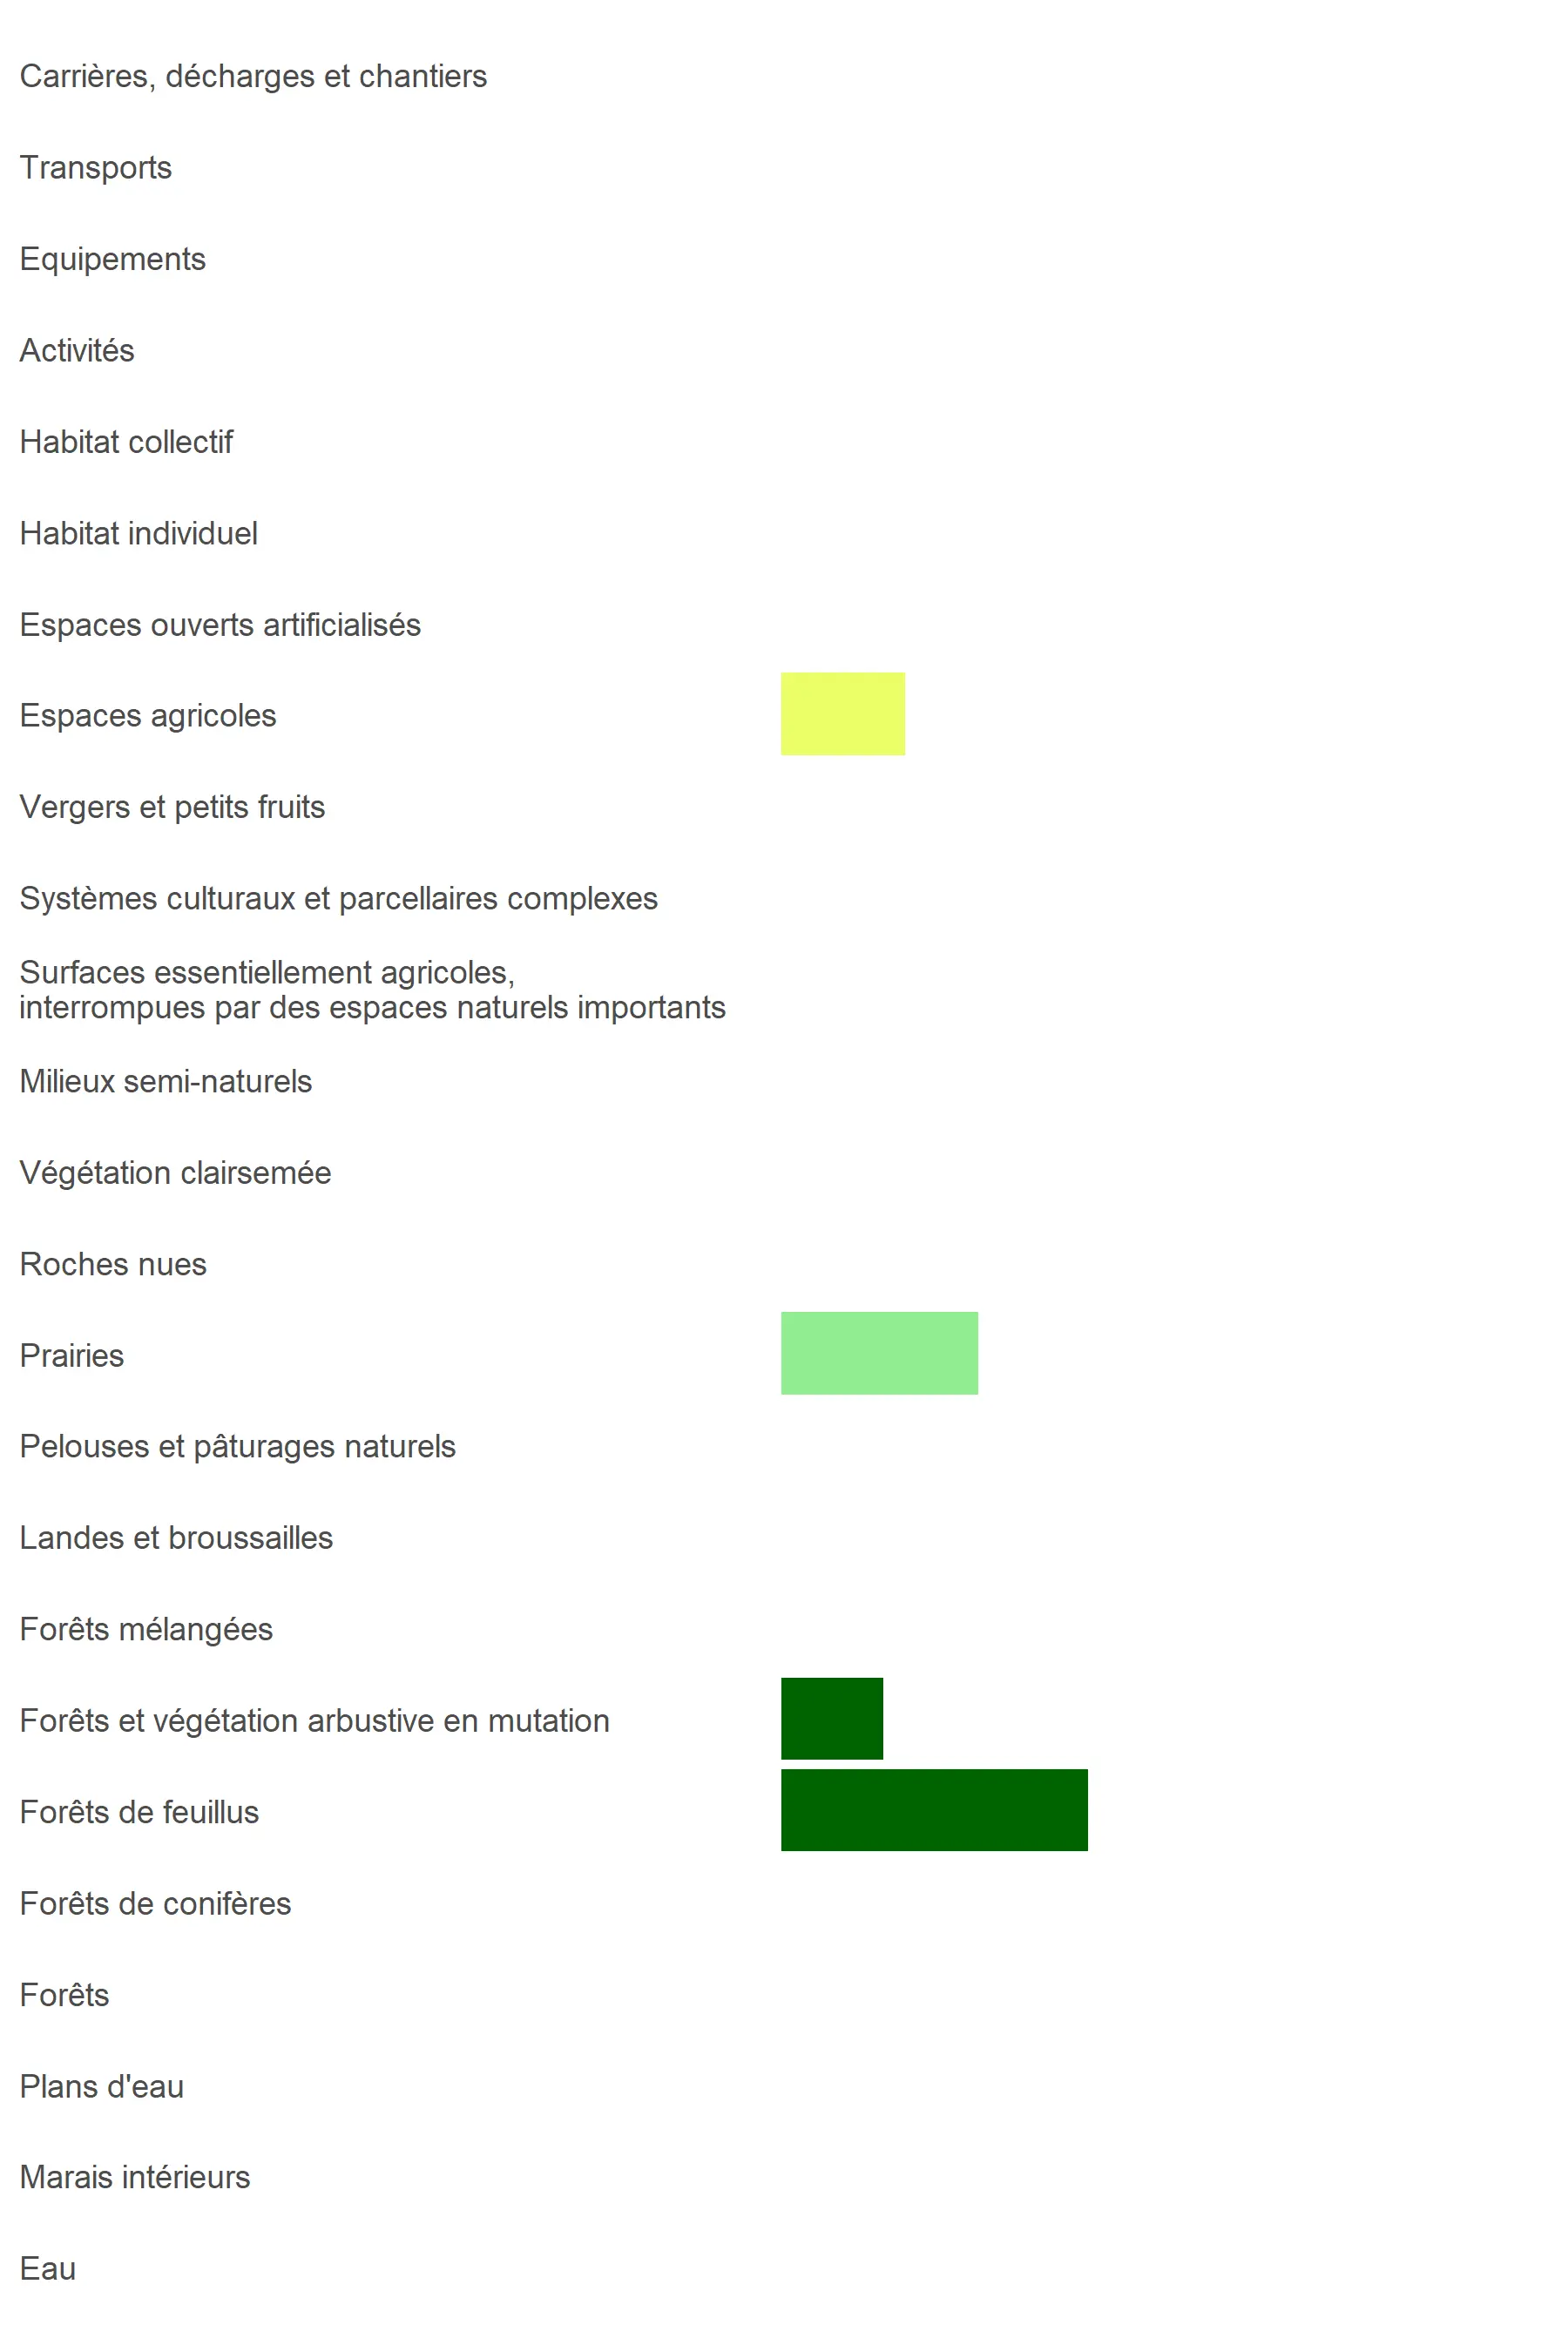 Carrières, décharges et chantiers
Transports
Equipements
Activités
Habitat collectif
Habitat individuel
Espaces ouverts artificialisés
Espaces agricoles
Vergers et petits fruits
Systèmes culturaux et parcellaires complexes
Surfaces essentiellement agricoles,
interrompues par des espaces naturels importants
Milieux semi-naturels
Végétation clairsemée
Roches nues
Prairies
Pelouses et pâturages naturels
Landes et broussailles
Forêts mélangées
Forêts et végétation arbustive en mutation
Forêts de feuillus
Forêts de conifères
Forêts
Plans d'eau
Marais intérieurs
Eau